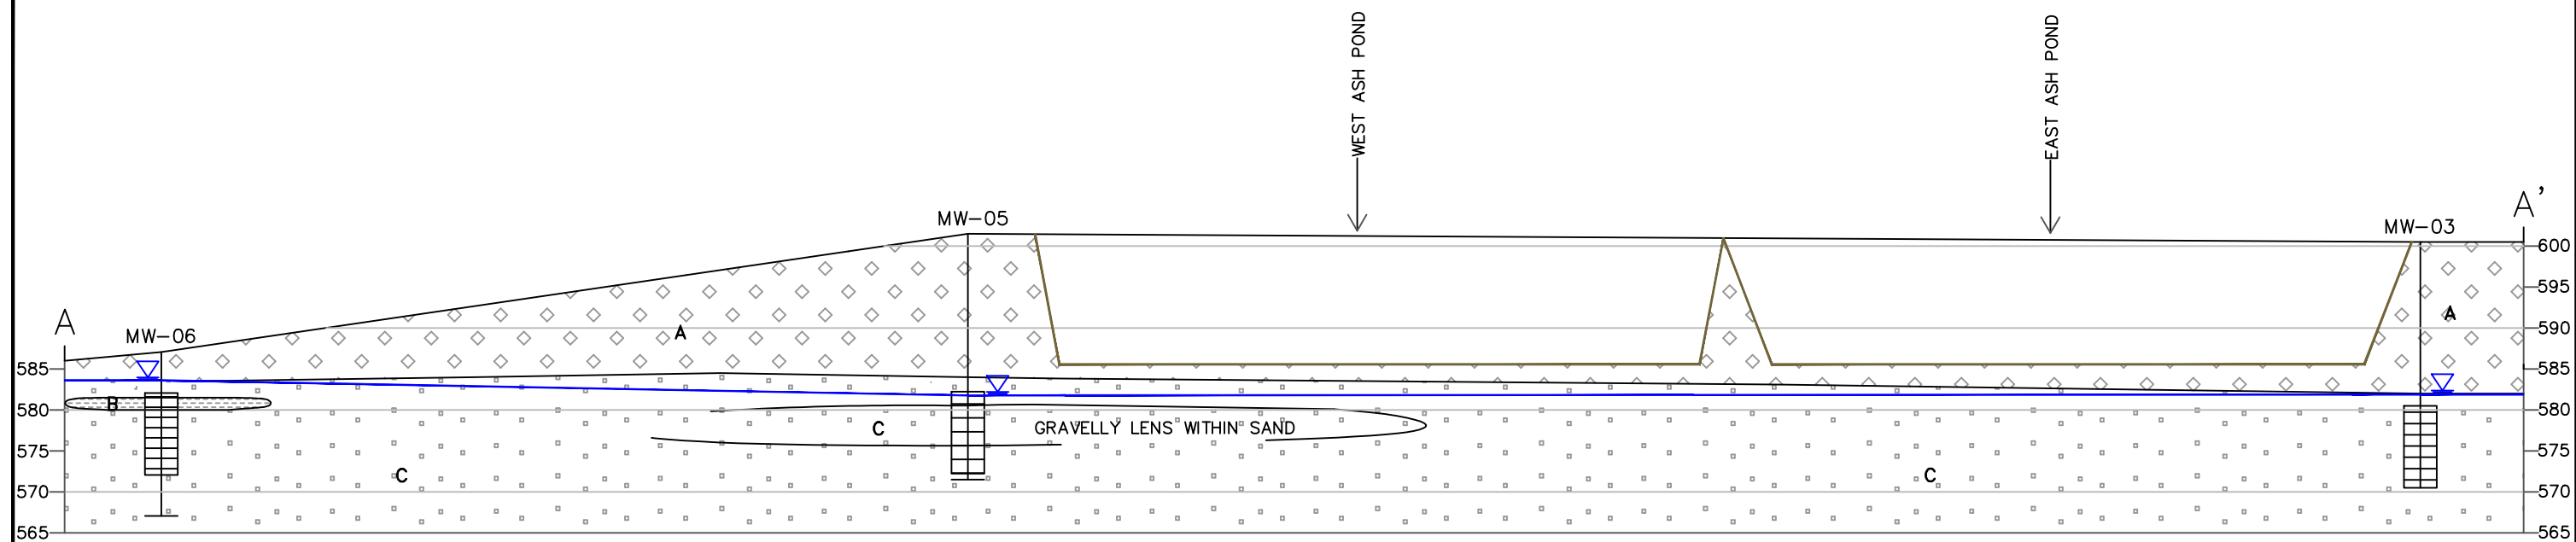 WEST ASH POND
EAST ASH POND
A
A'
MW-06
MW-05
MW-03
600
595
590
585
580
575
570
565
585
580
575
570
565
A
A
B
C
GRAVELLY LENS WITHIN SAND
C
C